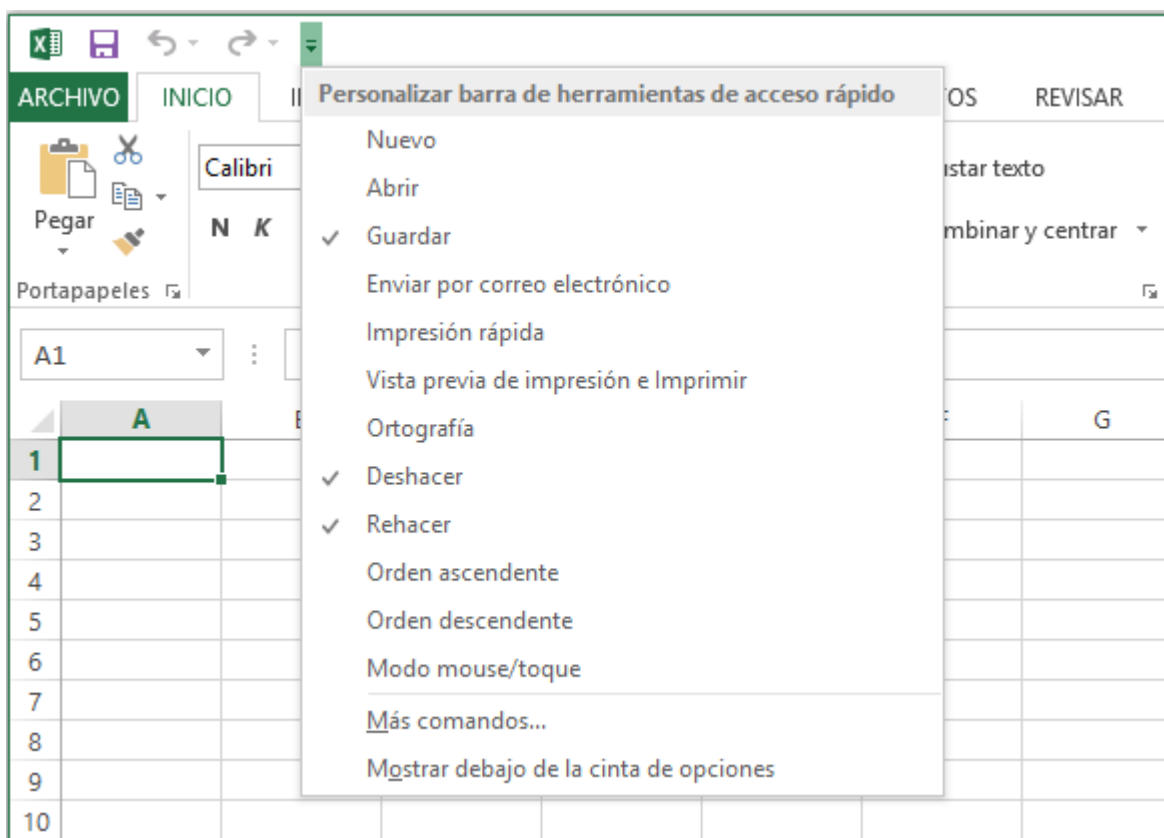 ARCHIVO INICIO OS REVISAR
Personalizar barra de herramientas de acceso rápido
Nuevo
Abrir
Guardar
Enviar por correo electrónico
Impresión rápida
Vista previa de impresión e Imprimir
Ortografía
Deshacer
Rehacer
Orden ascendente
Orden descendente
Modo mouse/toque
Más comandos...
Mostrar debajo de la cinta de opciones
Pegar
Calibri
N K
Portapapeles
star texto
mbinar y centrar
A1
A G
1
2
3
4
5
6
7
8
9
10